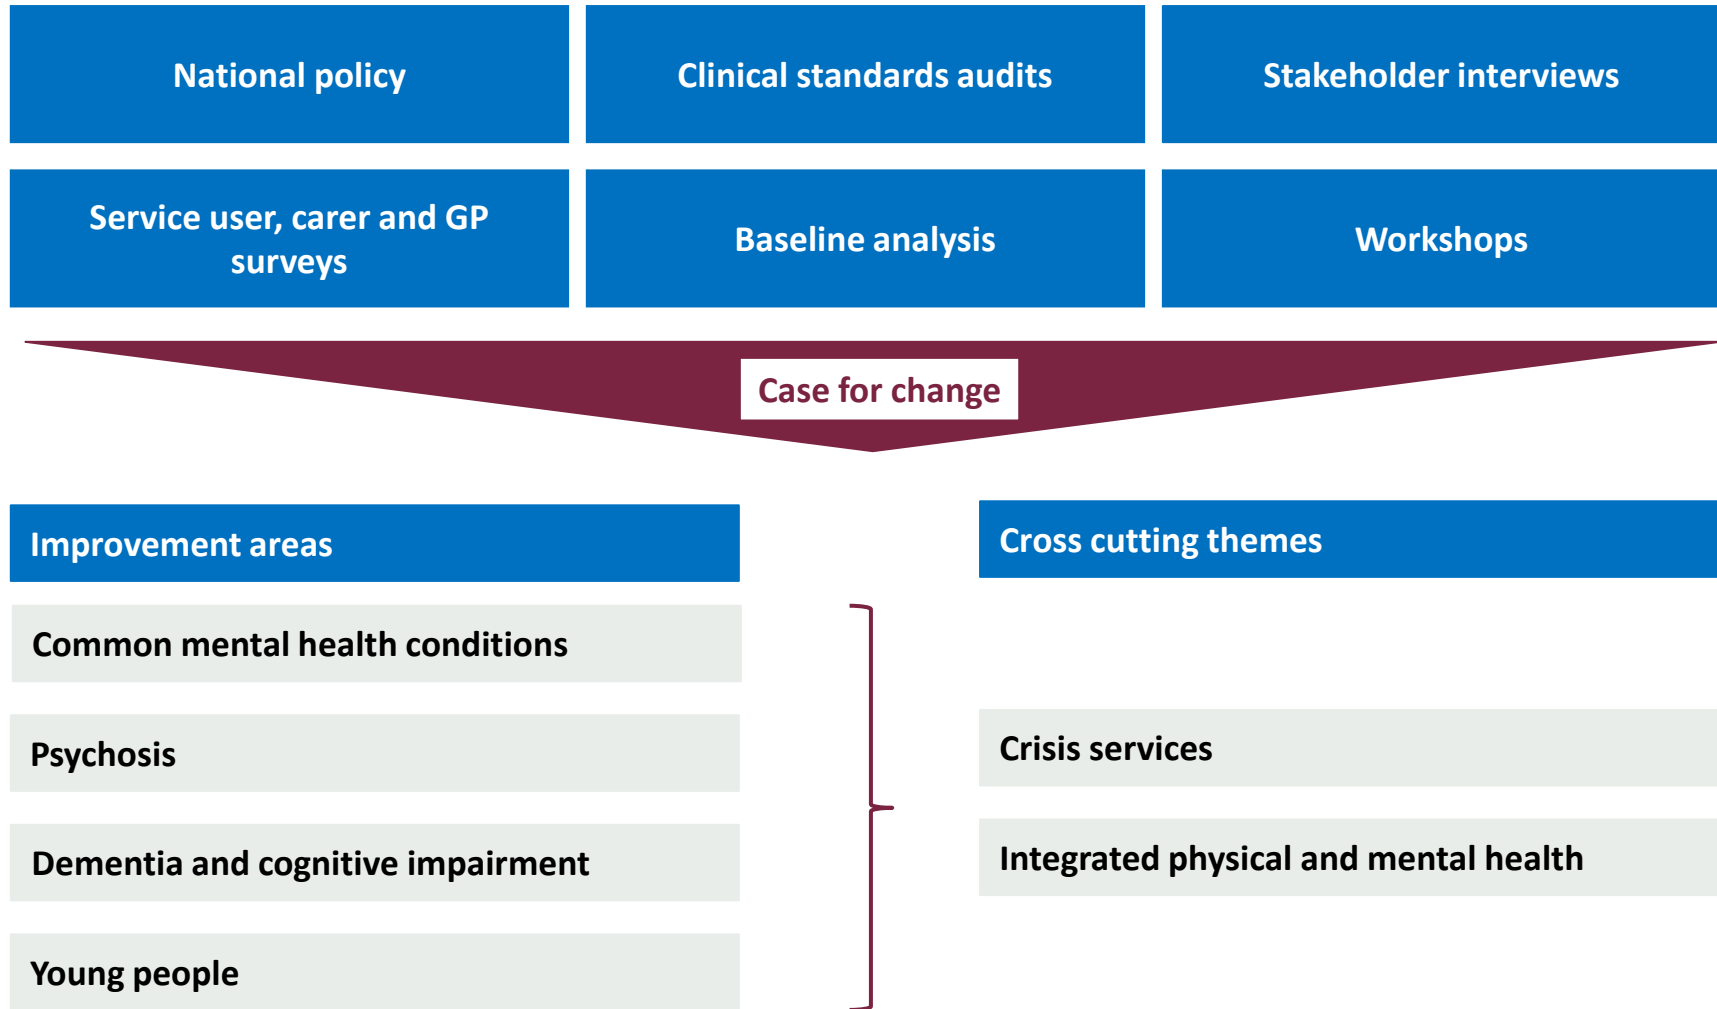 National policy
Clinical standards audits
Stakeholder interviews
Service user, carer and GP
surveys
Baseline analysis
Workshops
Case for change
Improvement areas
Common mental health conditions
Psychosis
Dementia and cognitive impairment
Young people
Cross cutting themes
Crisis services
Integrated physical and mental health